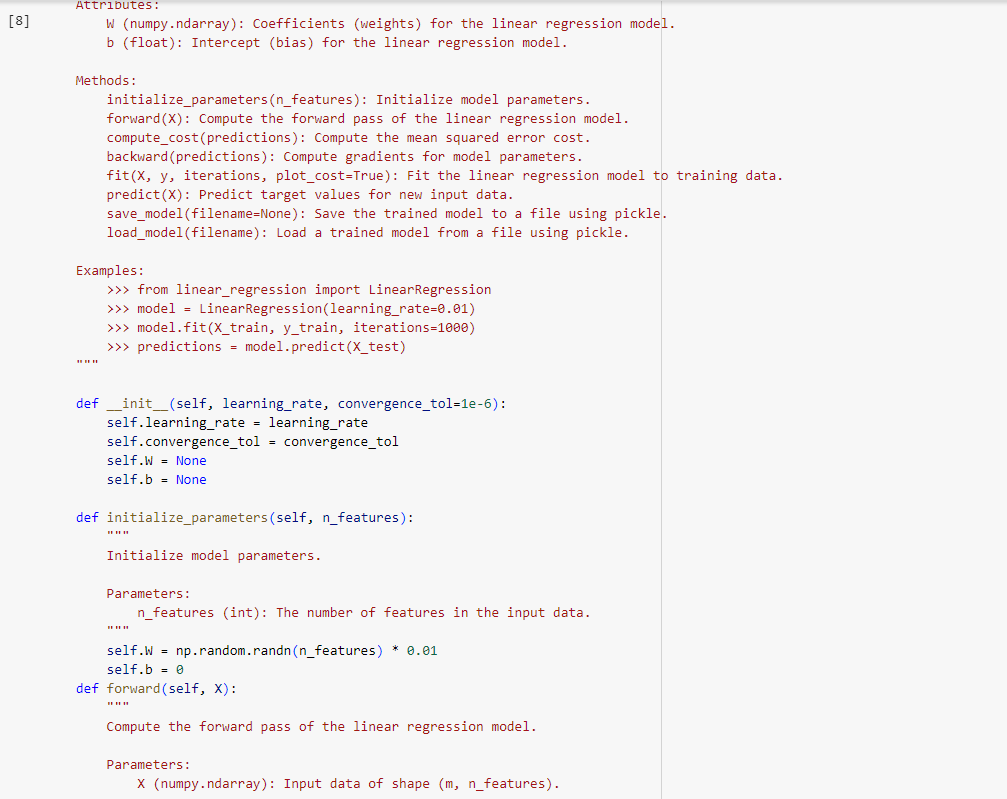 Attributes:
[8]
W (numpy.ndarray): Coefficients (weights) for the linear regression model.
b (float): Intercept (bias) for the linear regression model.
Methods:
initialize_parameters(n_features): Initialize model parameters.
forward(X): Compute the forward pass of the linear regression model.
compute_cost(predictions): Compute the mean squared error cost.
backward(predictions): Compute gradients for model parameters.
fit(X, y, iterations, plot_cost=True): Fit the linear regression model to training data.
predict(X): Predict target values for new input data.
save_model(filename=None): Save the trained model to a file using pickle.
load_model(filename): Load a trained model from a file using pickle.
Examples:
>>> from linear_regression import LinearRegression
>>> model = LinearRegression(learning_rate=0.01)
>>> model.fit(X_train, y_train, iterations=1000)
>>> predictions = model.predict(X_test)
"""
def __init__(self, learning_rate, convergence_tol=1e-6):
self.learning_rate = learning_rate
self.convergence_tol = convergence_tol
self.W = None
self.b = None
def initialize_parameters(self, n_features):
"""
Initialize model parameters.
Parameters:
n_features (int): The number of features in the input data.
"""
self.W = np.random.randn(n_features) * 0.01
self.b = 0
def forward(self, X):
"""
Compute the forward pass of the linear regression model.
Parameters:
X (numpy.ndarray): Input data of shape (m, n_features).